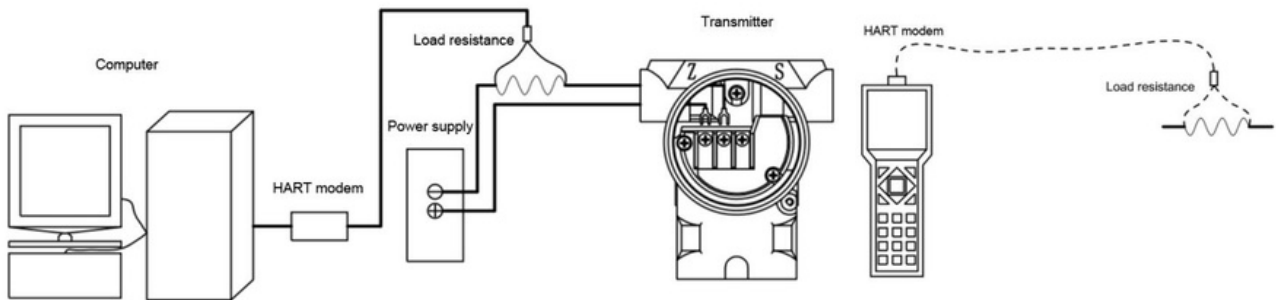 Computer
HART modem
Power supply
Load resistance
Transmitter
Z S
HART modem
Load resistance